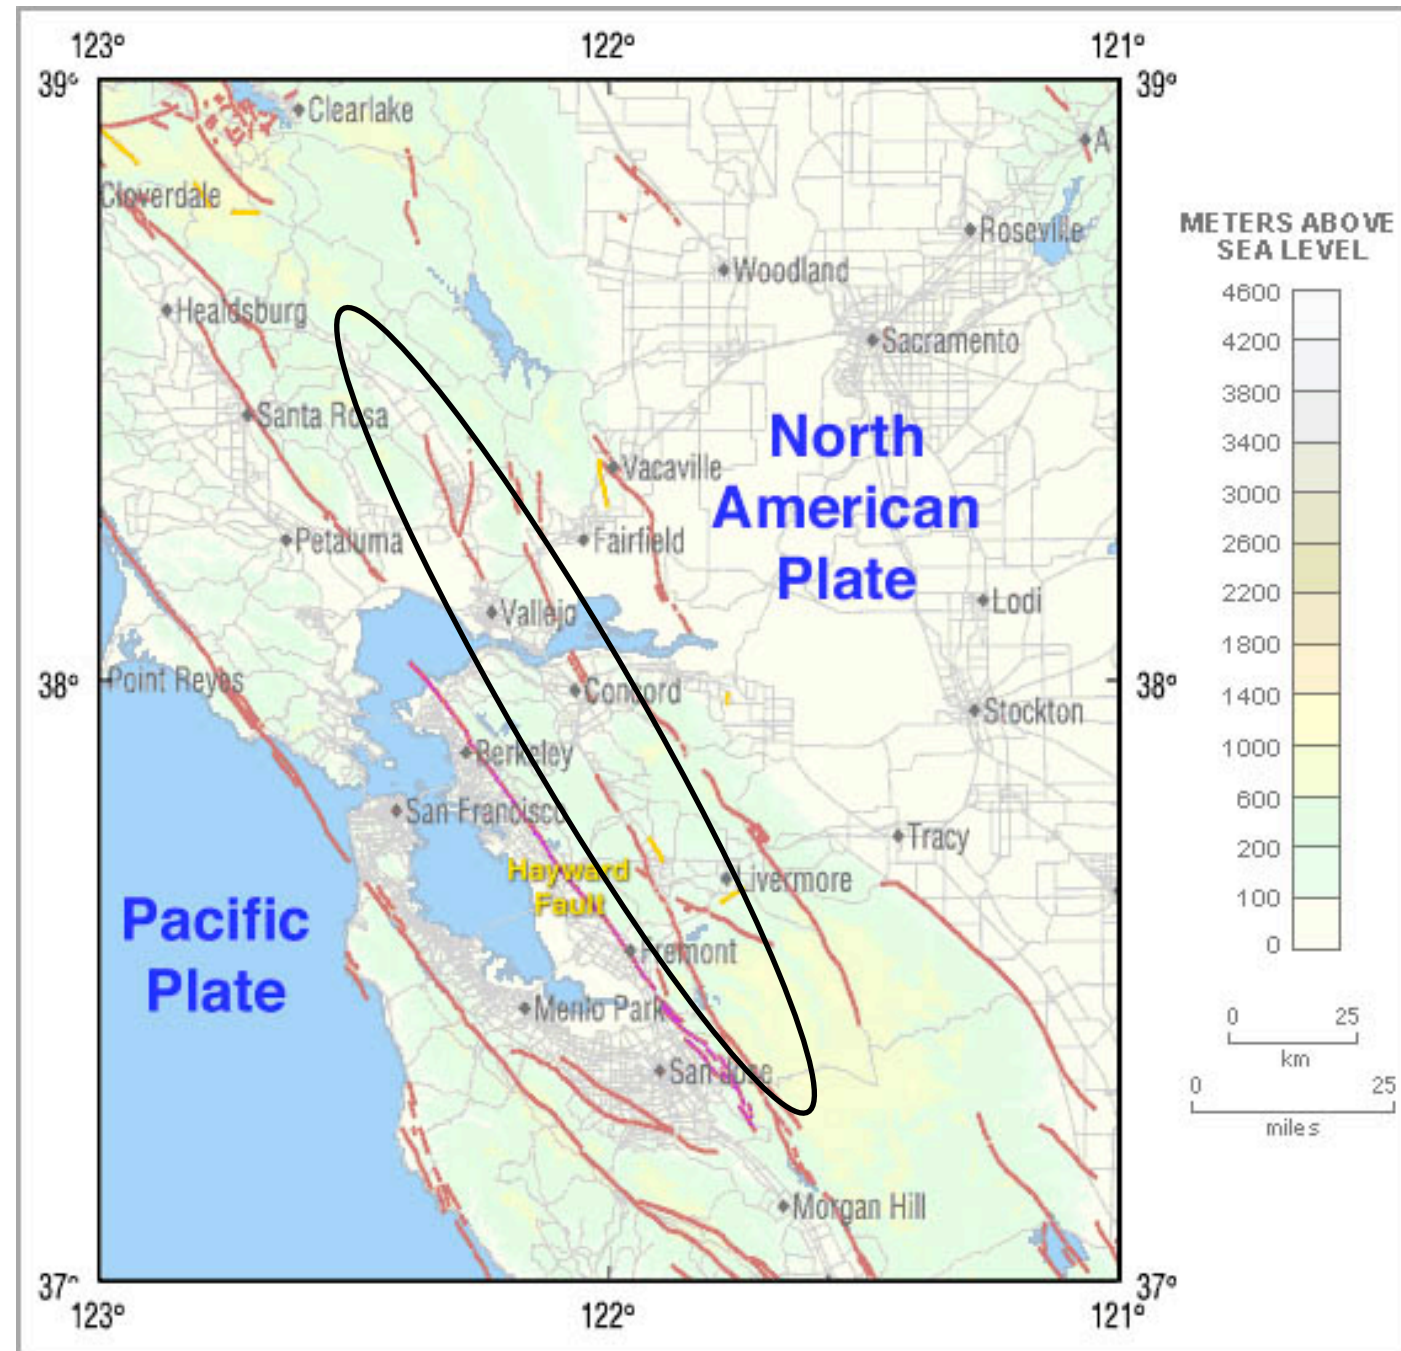 123° 122° 121°
39° 39°
Clearlake
A
Cloverdale
Roseville
Woodland
Healdsburg
Sacramento
Santa Rosa
North
American
Plate
Vacaville
Petaluma
Fairfield
Vallejo
Lodi
38° 38°
Point Reyes
Concord
Stockton
Berkeley
San Francisco
Tracy
Hayward
Fault
Livermore
Pacific
Plate
Fremont
Menlo Park
San Jose
Morgan Hill
37° 37°
123° 122° 121°
METERS ABOVE
SEA LEVEL
4600
4200
3800
3400
3000
2600
2200
1800
1400
1000
600
200
100
0
0 25
km
0 25
miles